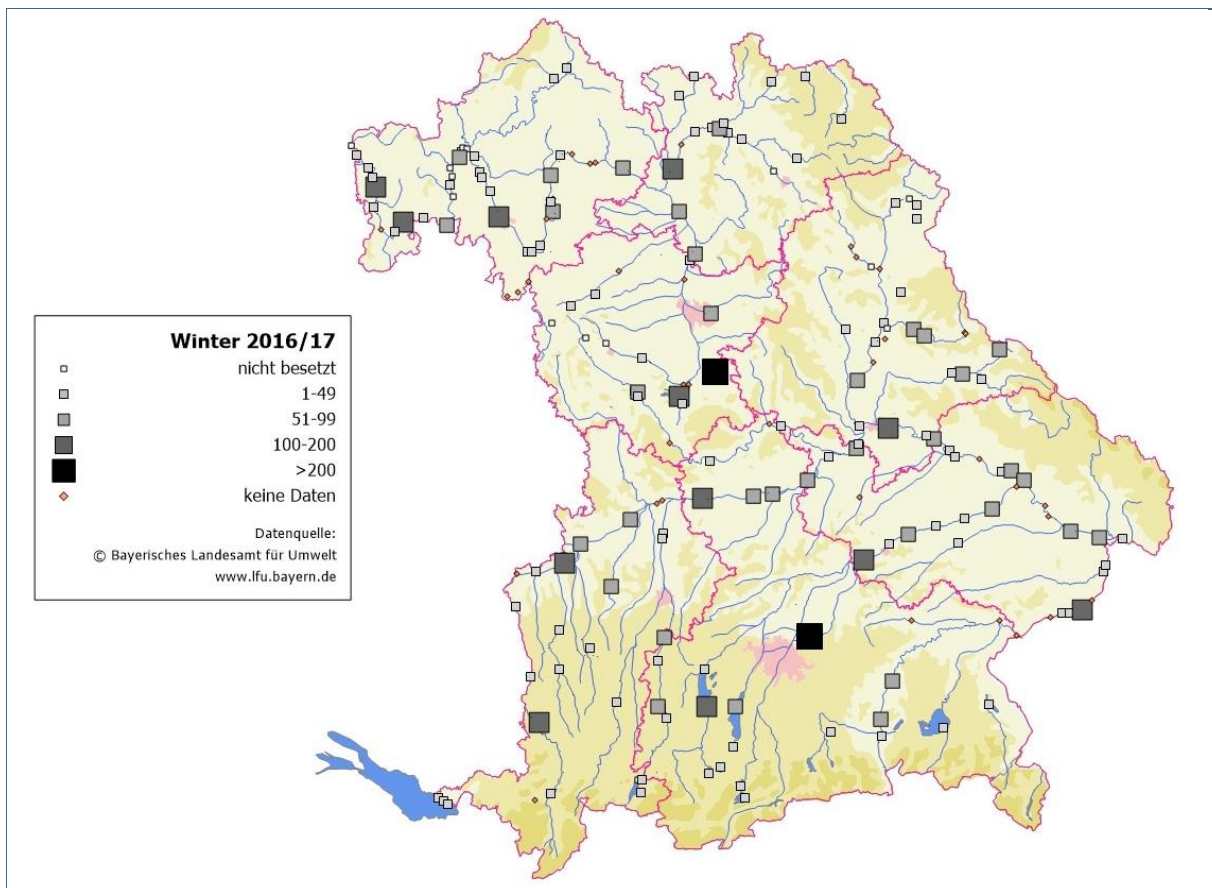 Winter 2016/17
nicht besetzt
1-49
51-99
100-200
>200
keine Daten
Datenquelle:
© Bayerisches Landesamt für Umwelt
www.lfu.bayern.de